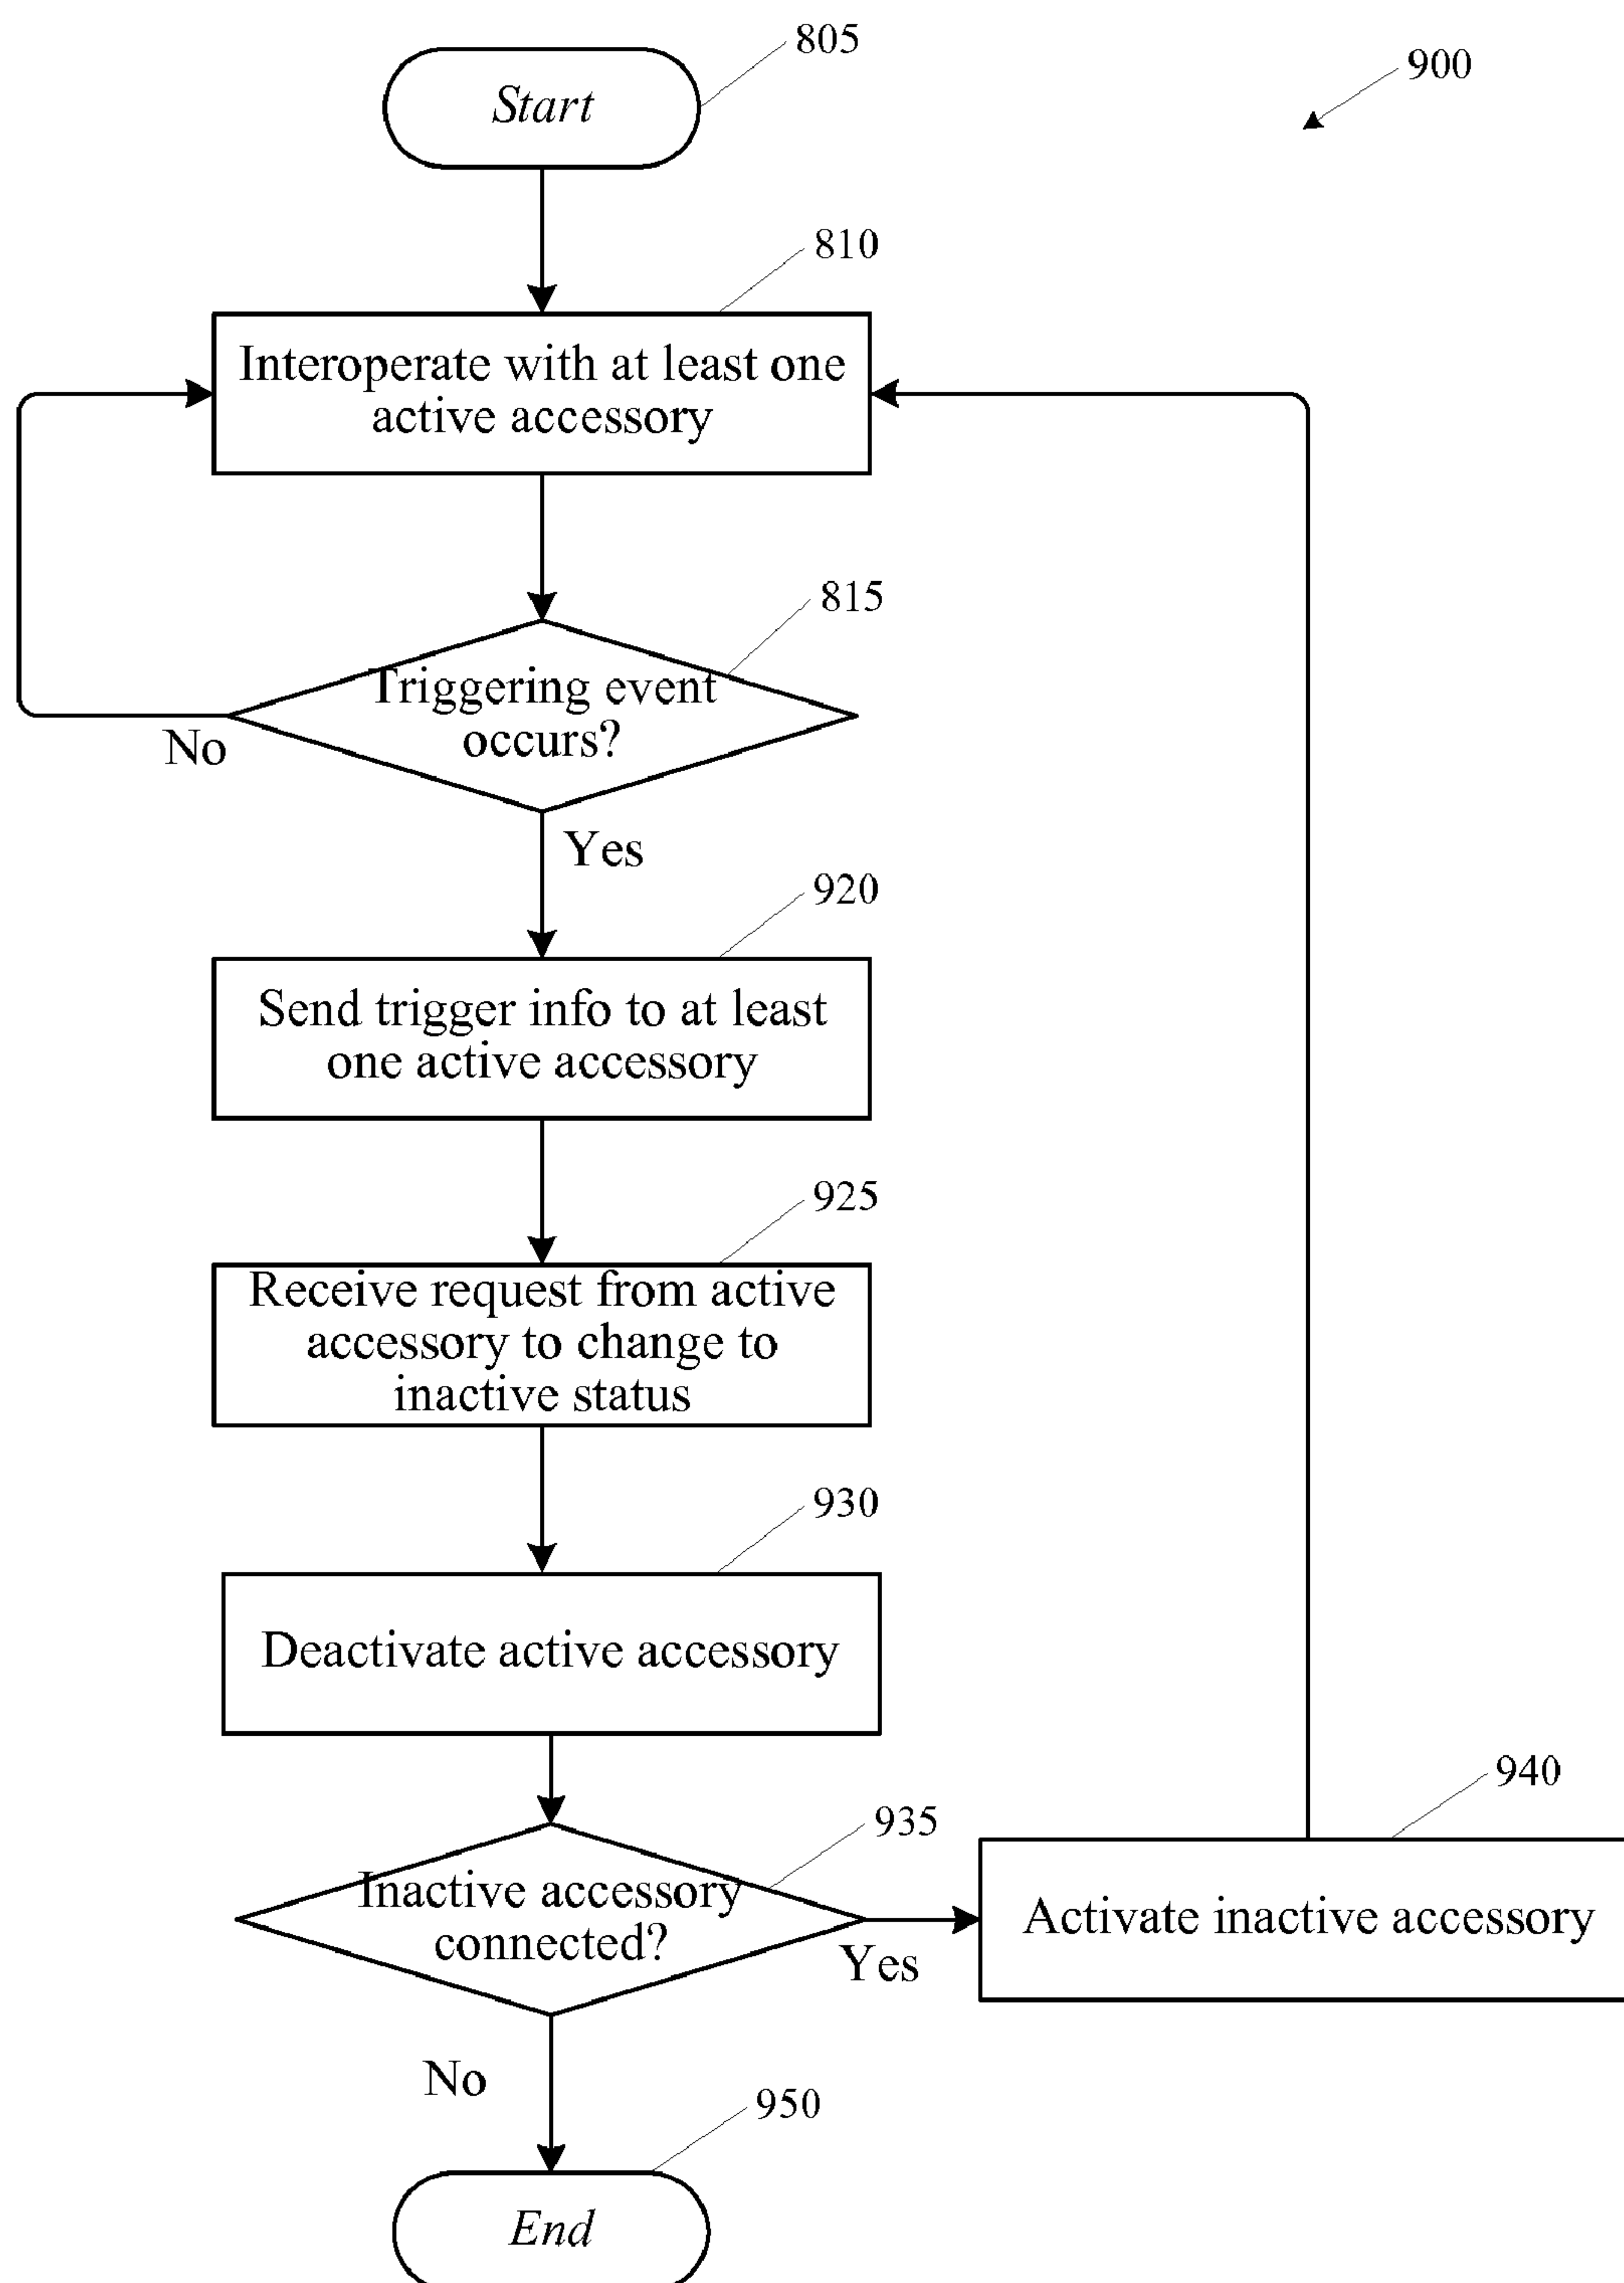 805
900
Start
810
Interoperate with at least one
active accessory
815
Triggering event
occurs?
No
Yes
920
Send trigger info to at least
one active accessory
925
Receive request from active
accessory to change to
inactive status
930
Deactivate active accessory
940
935
Inactive accessory
connected?
Activate inactive accessory
Yes
No
950
End